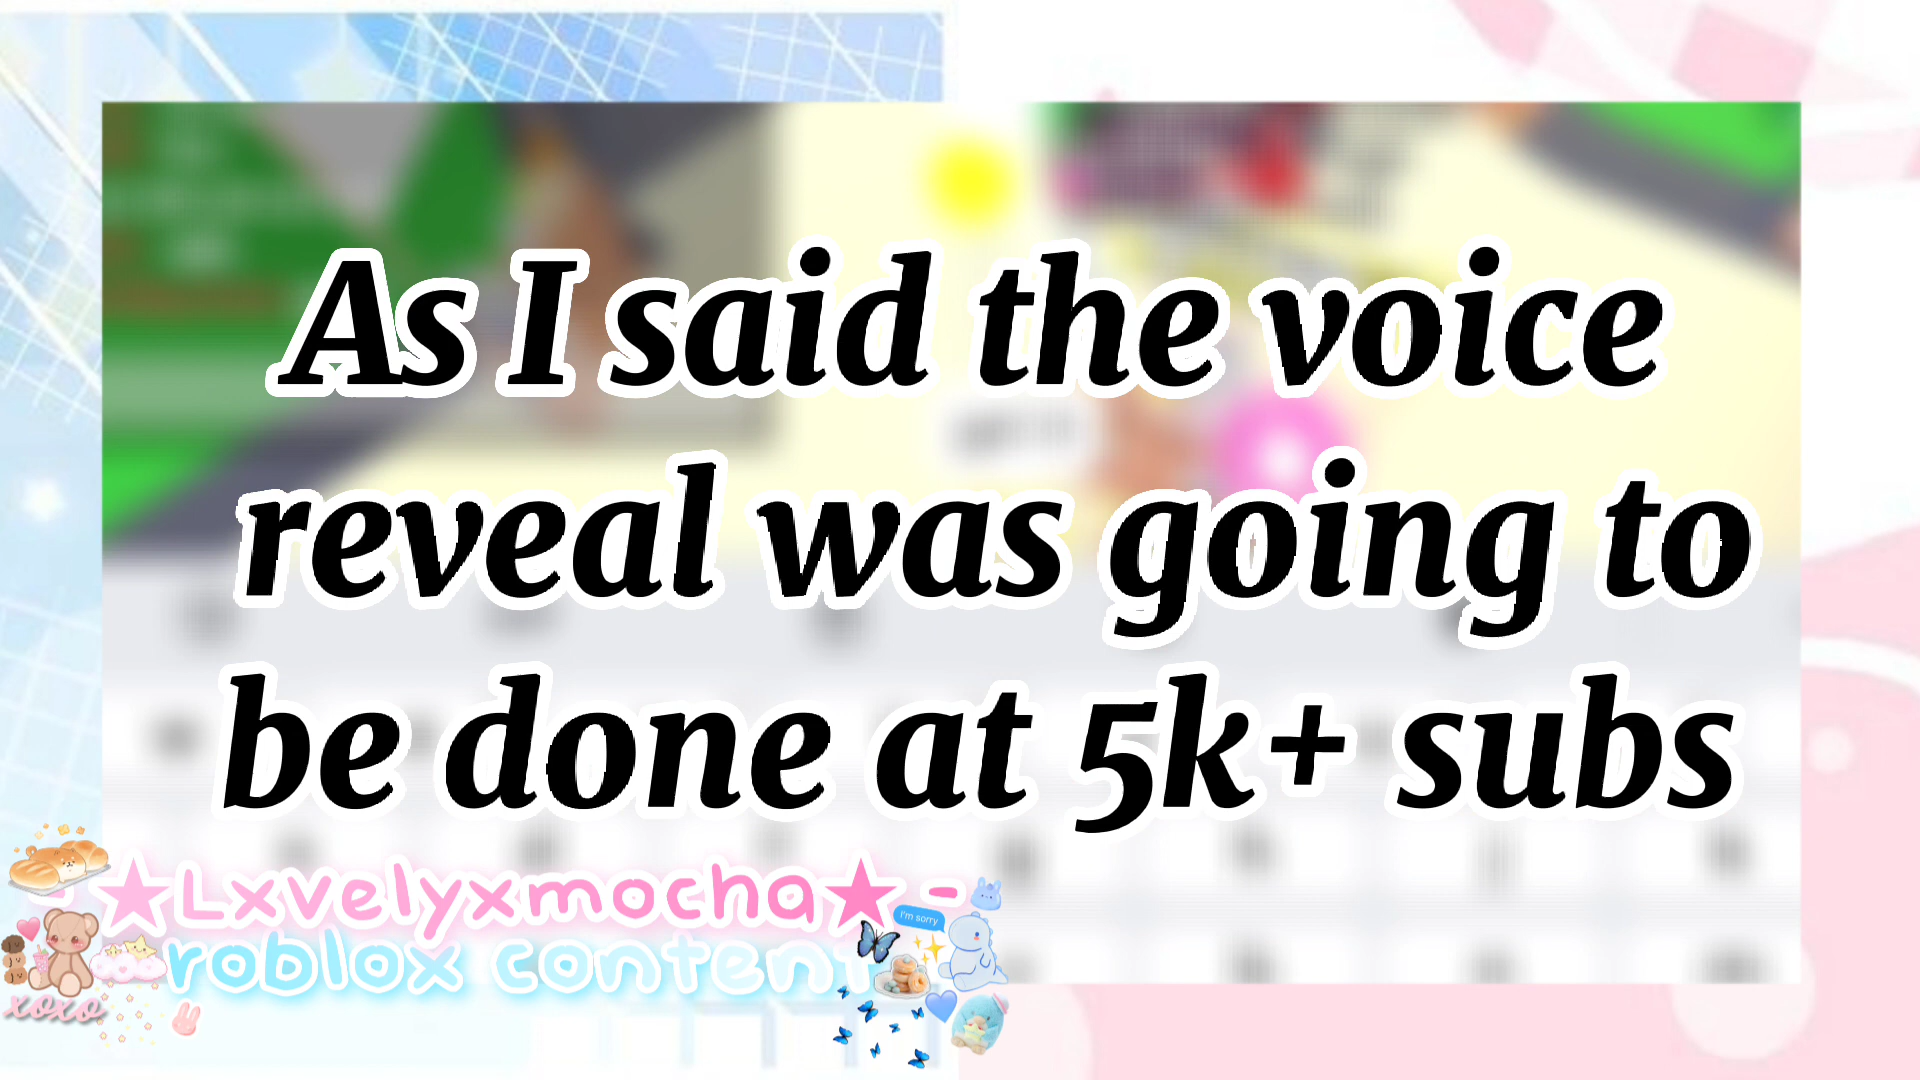 As I said the voice
reveal was going to
be done at 5k+ subs
★Lxvelyxmocha★-
I'm sorry
roblox content
xoxo